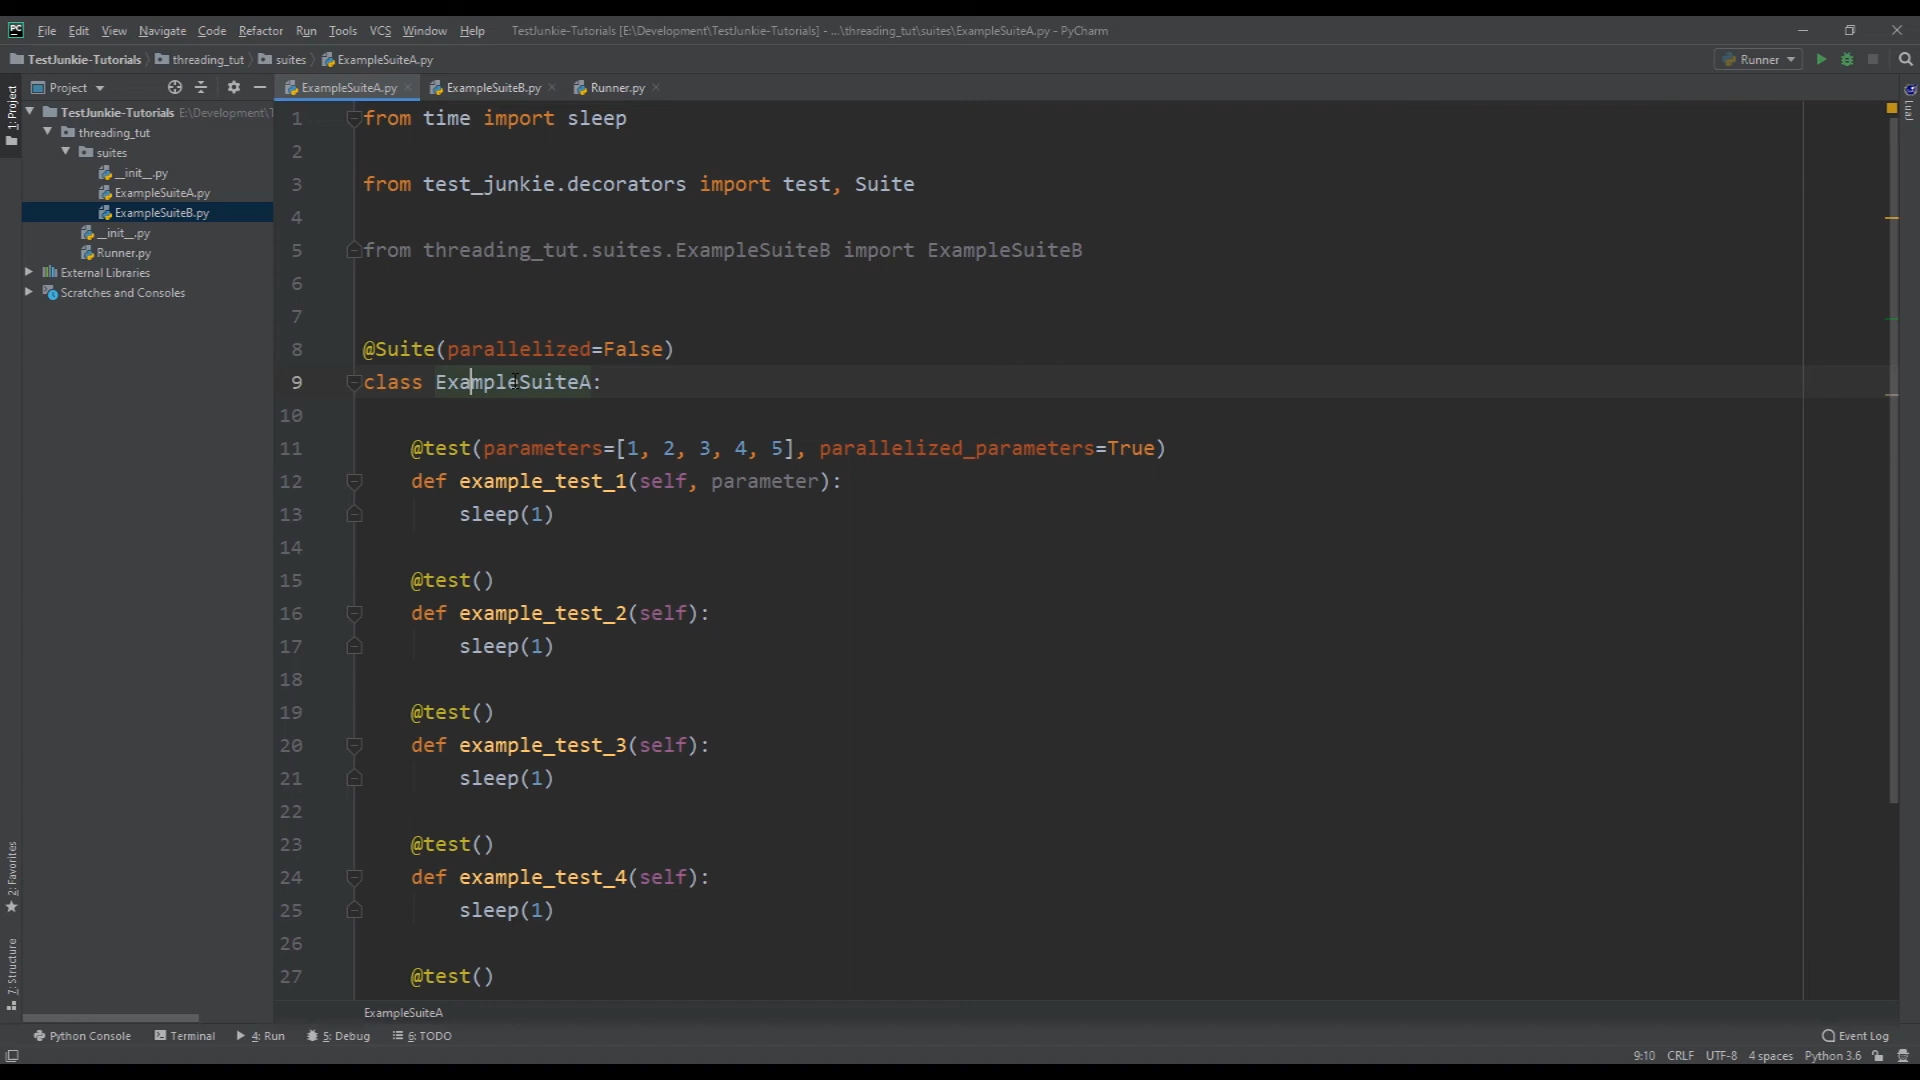 PC File Edit View Navigate Code Refactor Run Tools VCS Window Help TestJunkie-Tutorials [E:\Development\TestJunkie-Tutorials] - ...\threading_tut\suites\ExampleSuiteA.py - PyCharm
TestJunkie-Tutorials threading_tut suites ExampleSuiteA.py Runner
Project ExampleSuiteA.py ExampleSuiteB.py Runner.py
1: Project
LuaJ
TestJunkie-Tutorials E:\Development\T
threading_tut
suites
__init__.py
ExampleSuiteA.py
ExampleSuiteB.py
__init__.py
Runner.py
External Libraries
Scratches and Consoles
2: Favorites
7: Structure
1 from time import sleep
2
3 from test_junkie.decorators import test, Suite
4
5 from threading_tut.suites.ExampleSuiteB import ExampleSuiteB
6
7
8 @Suite(parallelized=False)
9 class ExampleSuiteA:
10
11 @test(parameters=[1, 2, 3, 4, 5], parallelized_parameters=True)
12 def example_test_1(self, parameter):
13 sleep(1)
14
15 @test()
16 def example_test_2(self):
17 sleep(1)
18
19 @test()
20 def example_test_3(self):
21 sleep(1)
22
23 @test()
24 def example_test_4(self):
25 sleep(1)
26
27 @test()
ExampleSuiteA
Python Console Terminal 4: Run 5: Debug 6: TODO Event Log
9:10 CRLF UTF-8 4 spaces Python 3.6